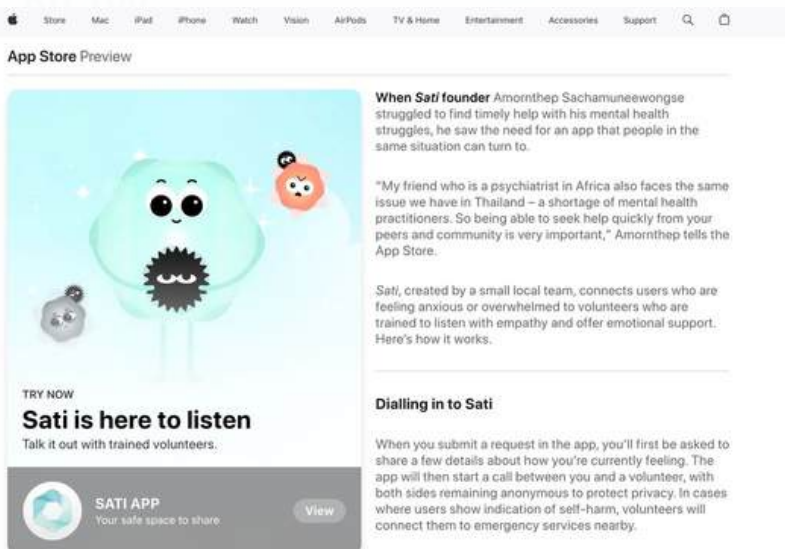 Store Mac iPad iPhone Watch Vision AirPods TV & Home Entertainment Accessories Support
App Store Preview
TRY NOW
Sati is here to listen
Talk it out with trained volunteers.
SATI APP
Your safe space to share
View
When Sati founder Amornthep Sachamuneewongse
struggled to find timely help with his mental health
struggles, he saw the need for an app that people in the
same situation can turn to.
"My friend who is a psychiatrist in Africa also faces the same
issue we have in Thailand – a shortage of mental health
practitioners. So being able to seek help quickly from your
peers and community is very important," Amornthep tells the
App Store.
Sati, created by a small local team, connects users who are
feeling anxious or overwhelmed to volunteers who are
trained to listen with empathy and offer emotional support.
Here's how it works.
Dialling in to Sati
When you submit a request in the app, you'll first be asked to
share a few details about how you're currently feeling. The
app will then start a call between you and a volunteer, with
both sides remaining anonymous to protect privacy. In cases
where users show indication of self-harm, volunteers will
connect them to emergency services nearby.